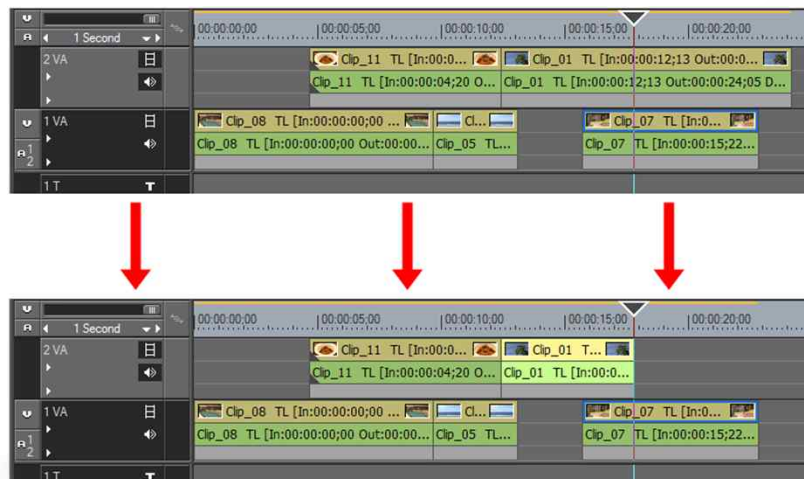 00:00:00;00 00:00:05;00 00:00:10;00 00:00:15;00 00:00:20;00
1 Second
2 VA Clip_11 TL [In:00:0... Clip_01 TL [In:00:00:12;13 Out:00:0...
Clip_11 TL [In:00:00:04;20 O... Clip_01 TL [In:00:00:12;13 Out:00:00:24;05 D...
1 VA Clip_08 TL [In:00:00:00;00 ... Cl... Clip_07 TL [In:0...
A 1 2 Clip_08 TL [In:00:00:00;00 Out:00:00... Clip_05 TL... Clip_07 TL [In:00:00:15;22...
1 T T
00:00:00;00 00:00:05;00 00:00:10;00 00:00:15;00 00:00:20;00
1 Second
2 VA Clip_11 TL [In:00:0... Clip_01 T...
Clip_11 TL [In:00:00:04;20 O... Clip_01 TL [In:00:0...
1 VA Clip_08 TL [In:00:00:00;00 ... Cl... Clip_07 TL [In:0...
A 1 2 Clip_08 TL [In:00:00:00;00 Out:00:00... Clip_05 TL... Clip_07 TL [In:00:00:15;22...
1 T T